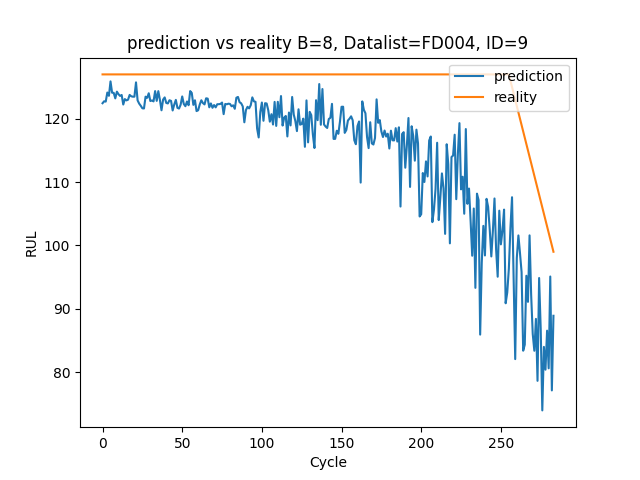 prediction vs reality B=8, Datalist=FD004, ID=9
prediction
reality
RUL
120
110
100
90
80
0 50 100 150 200 250
Cycle